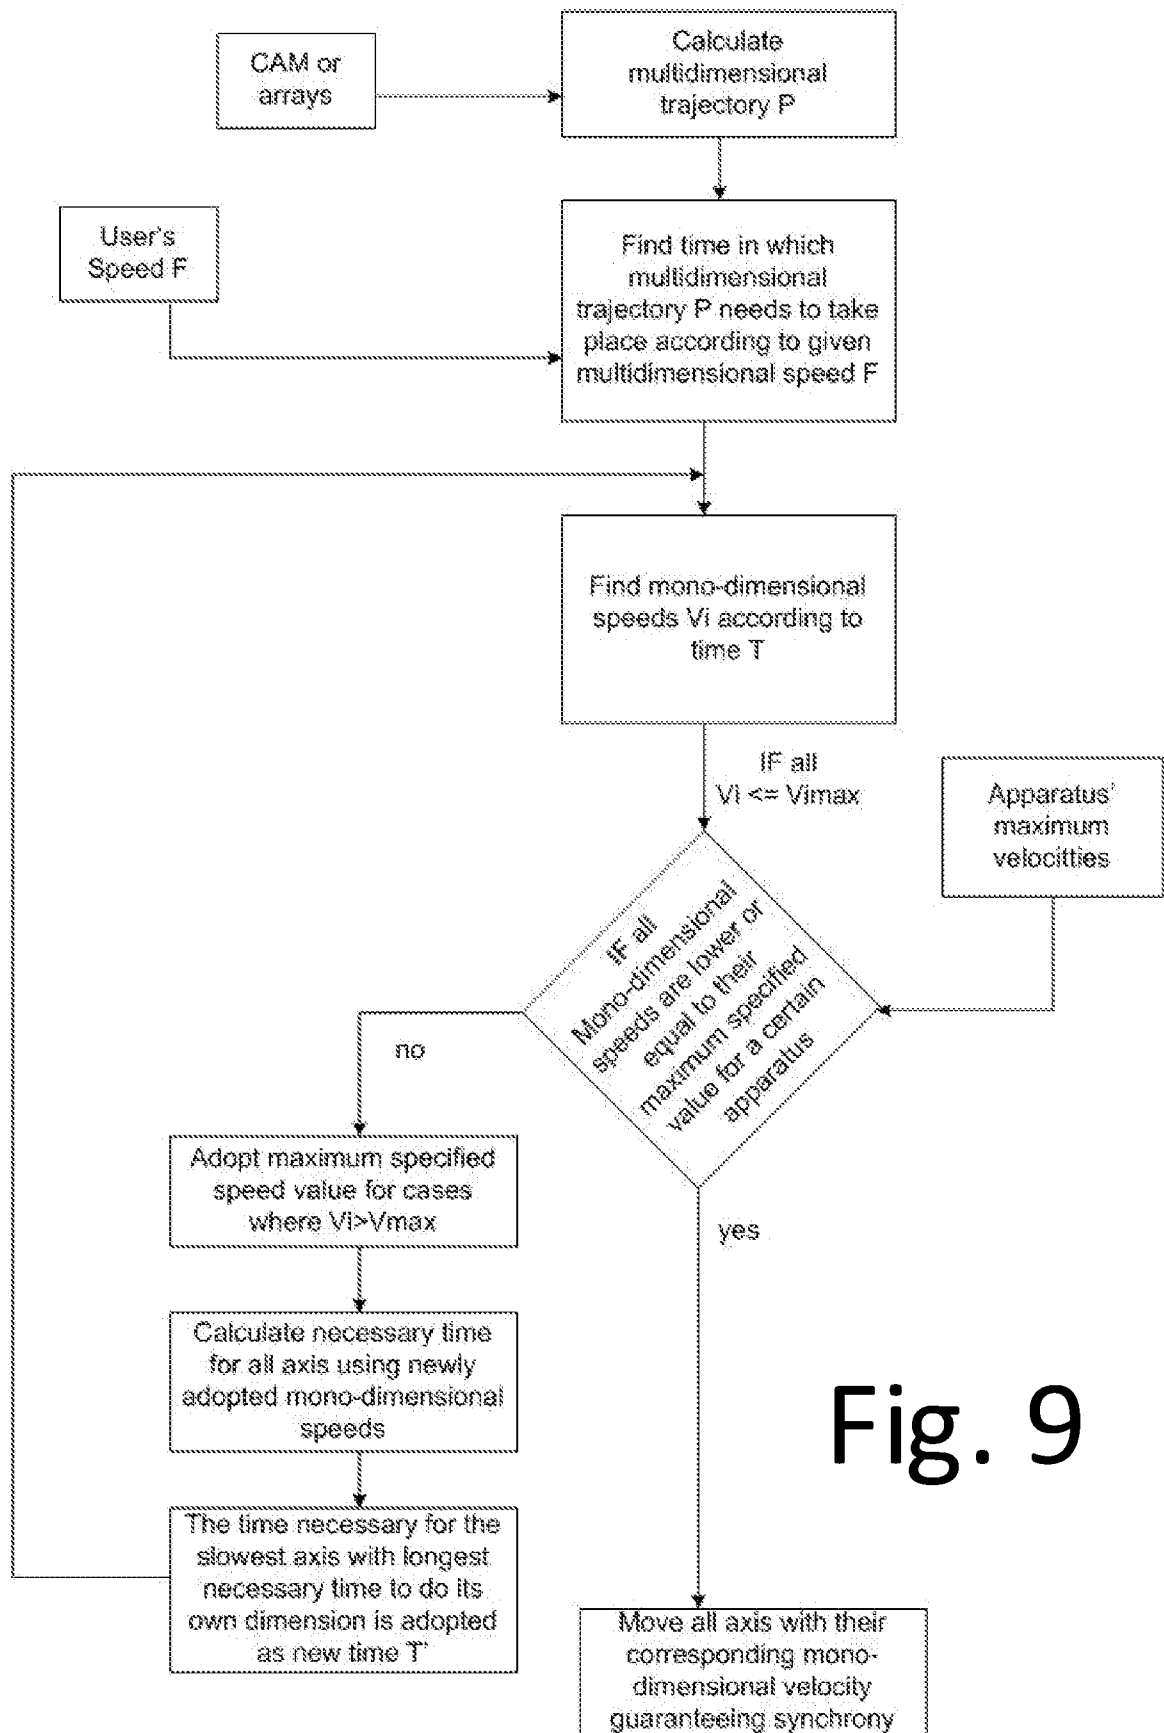 CAM or
arrays
Calculate
multidimensional
trajectory P
User's
Speed F
Find time in which
multidimensional
trajectory P needs to take
place according to given
multidimensional speed F
Find mono-dimensional
speeds Vi according to
time T
IF all
Vi <= Vimax
Apparatus'
maximum
velocitties
IF all
Mono-dimensional
speeds are lower or
equal to their
maximum specified
value for a certain
apparatus
no
yes
Adopt maximum specified
speed value for cases
where Vi>Vmax
Calculate necessary time
for all axis using newly
adopted mono-dimensional
speeds
The time necessary for the
slowest axis with longest
necessary time to do its
own dimension is adopted
as new time T'
Move all axis with their
corresponding mono-
dimensional velocity
guaranteeing synchrony
Fig. 9